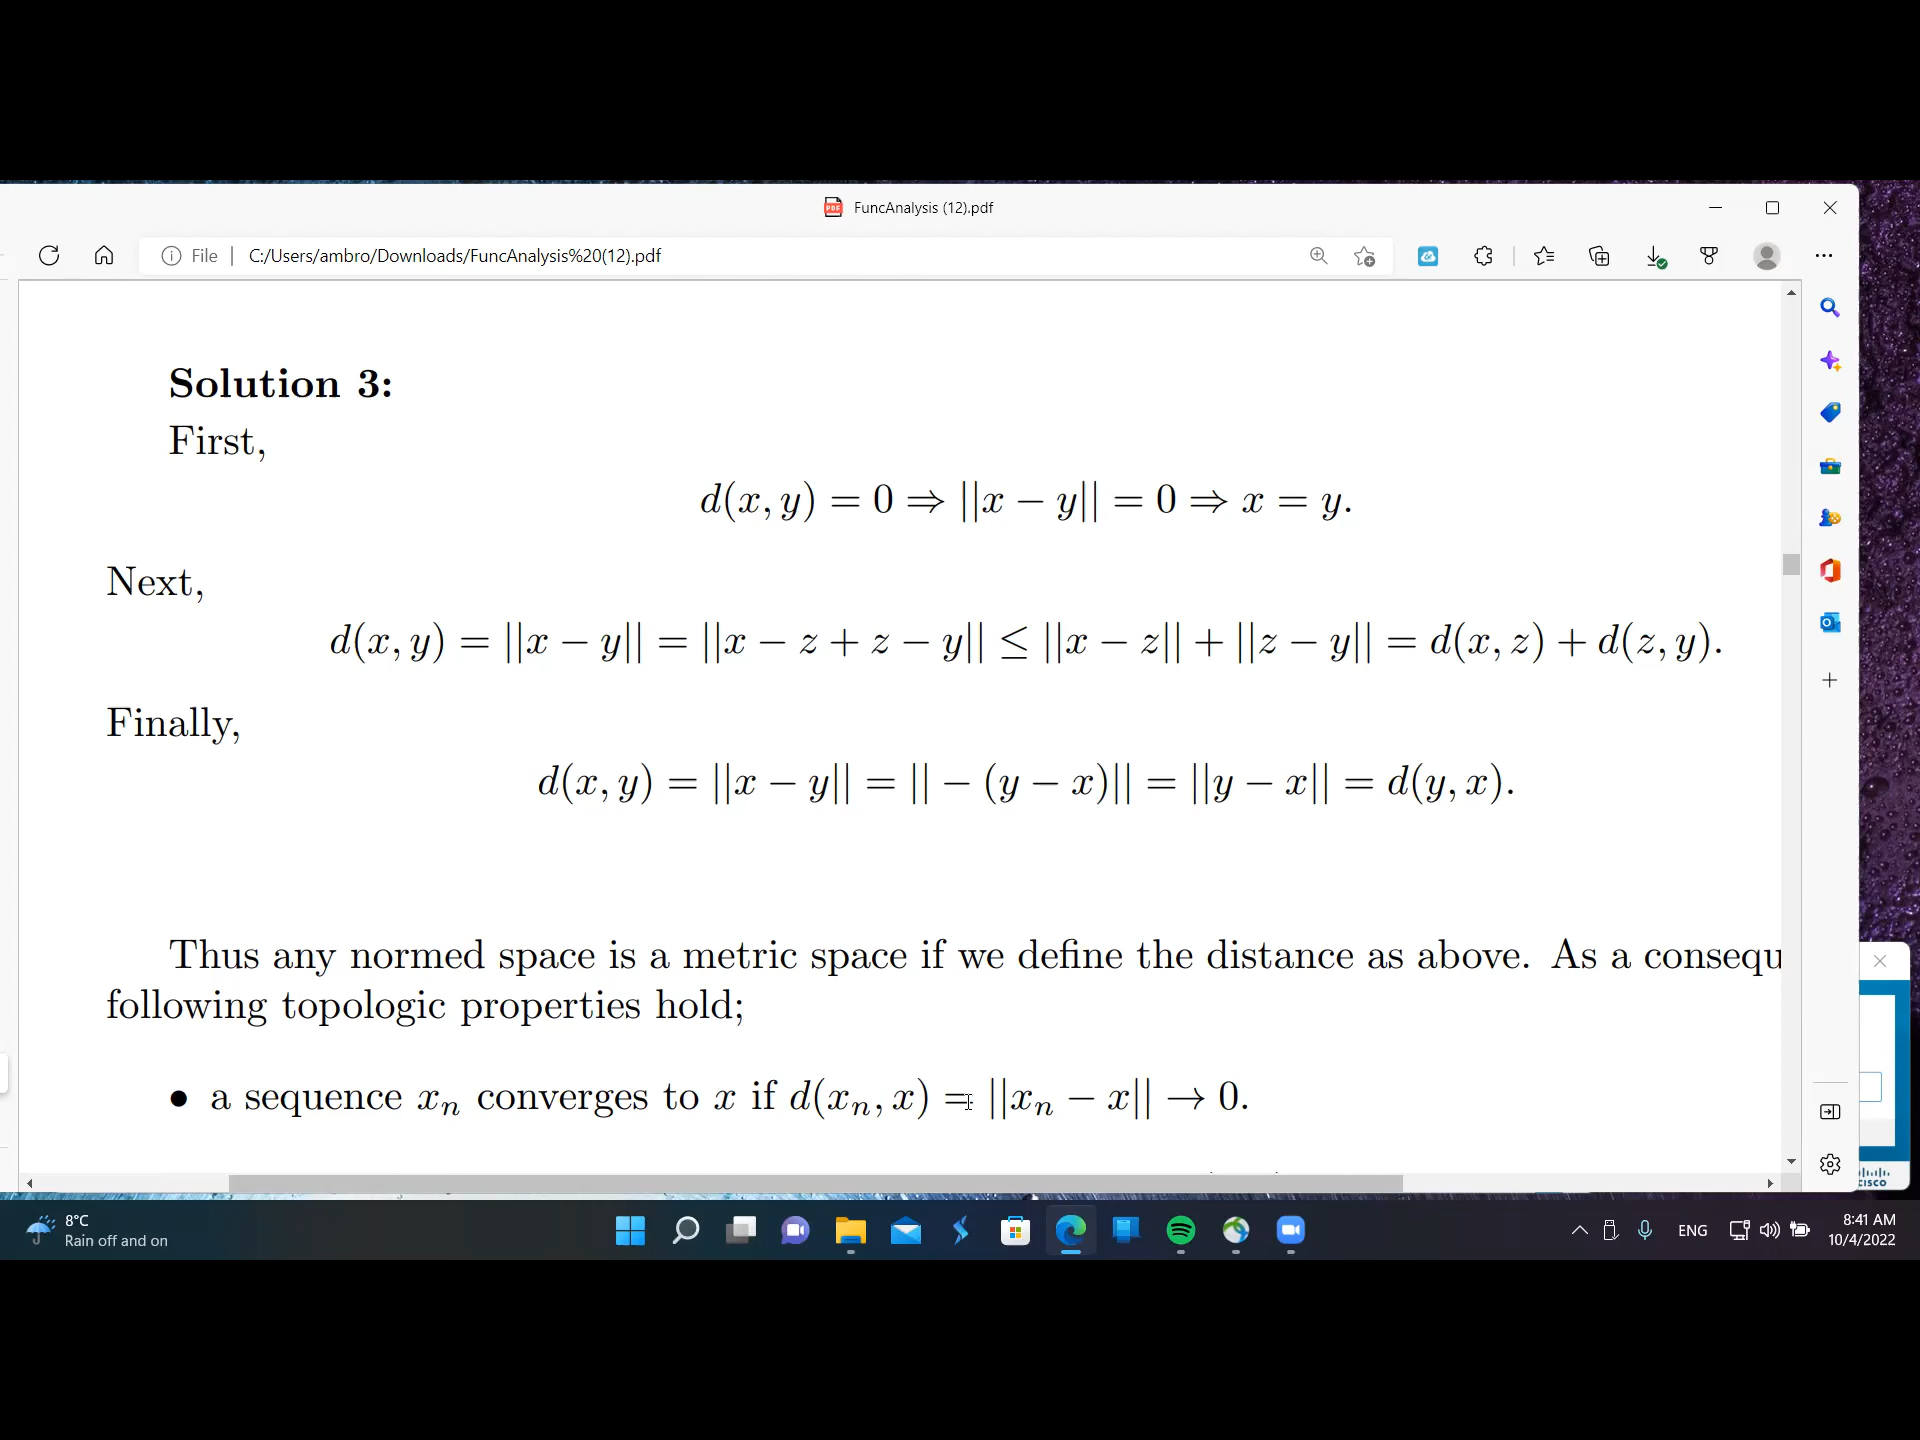 FuncAnalysis (12).pdf
File | C:/Users/ambro/Downloads/FuncAnalysis%20(12).pdf
Solution 3:
First,
d(x, y) = 0 ⇒ ||x − y|| = 0 ⇒ x = y.
Next,
d(x, y) = ||x − y|| = ||x − z + z − y|| ≤ ||x − z|| + ||z − y|| = d(x, z) + d(z, y).
Finally,
d(x, y) = ||x − y|| = || − (y − x)|| = ||y − x|| = d(y, x).
Thus any normed space is a metric space if we define the distance as above. As a consequ
following topologic properties hold;
• a sequence xₙ converges to x if d(xₙ, x) = ||xₙ − x|| → 0.
CISCO
8°C
Rain off and on
ENG
8:41 AM
10/4/2022